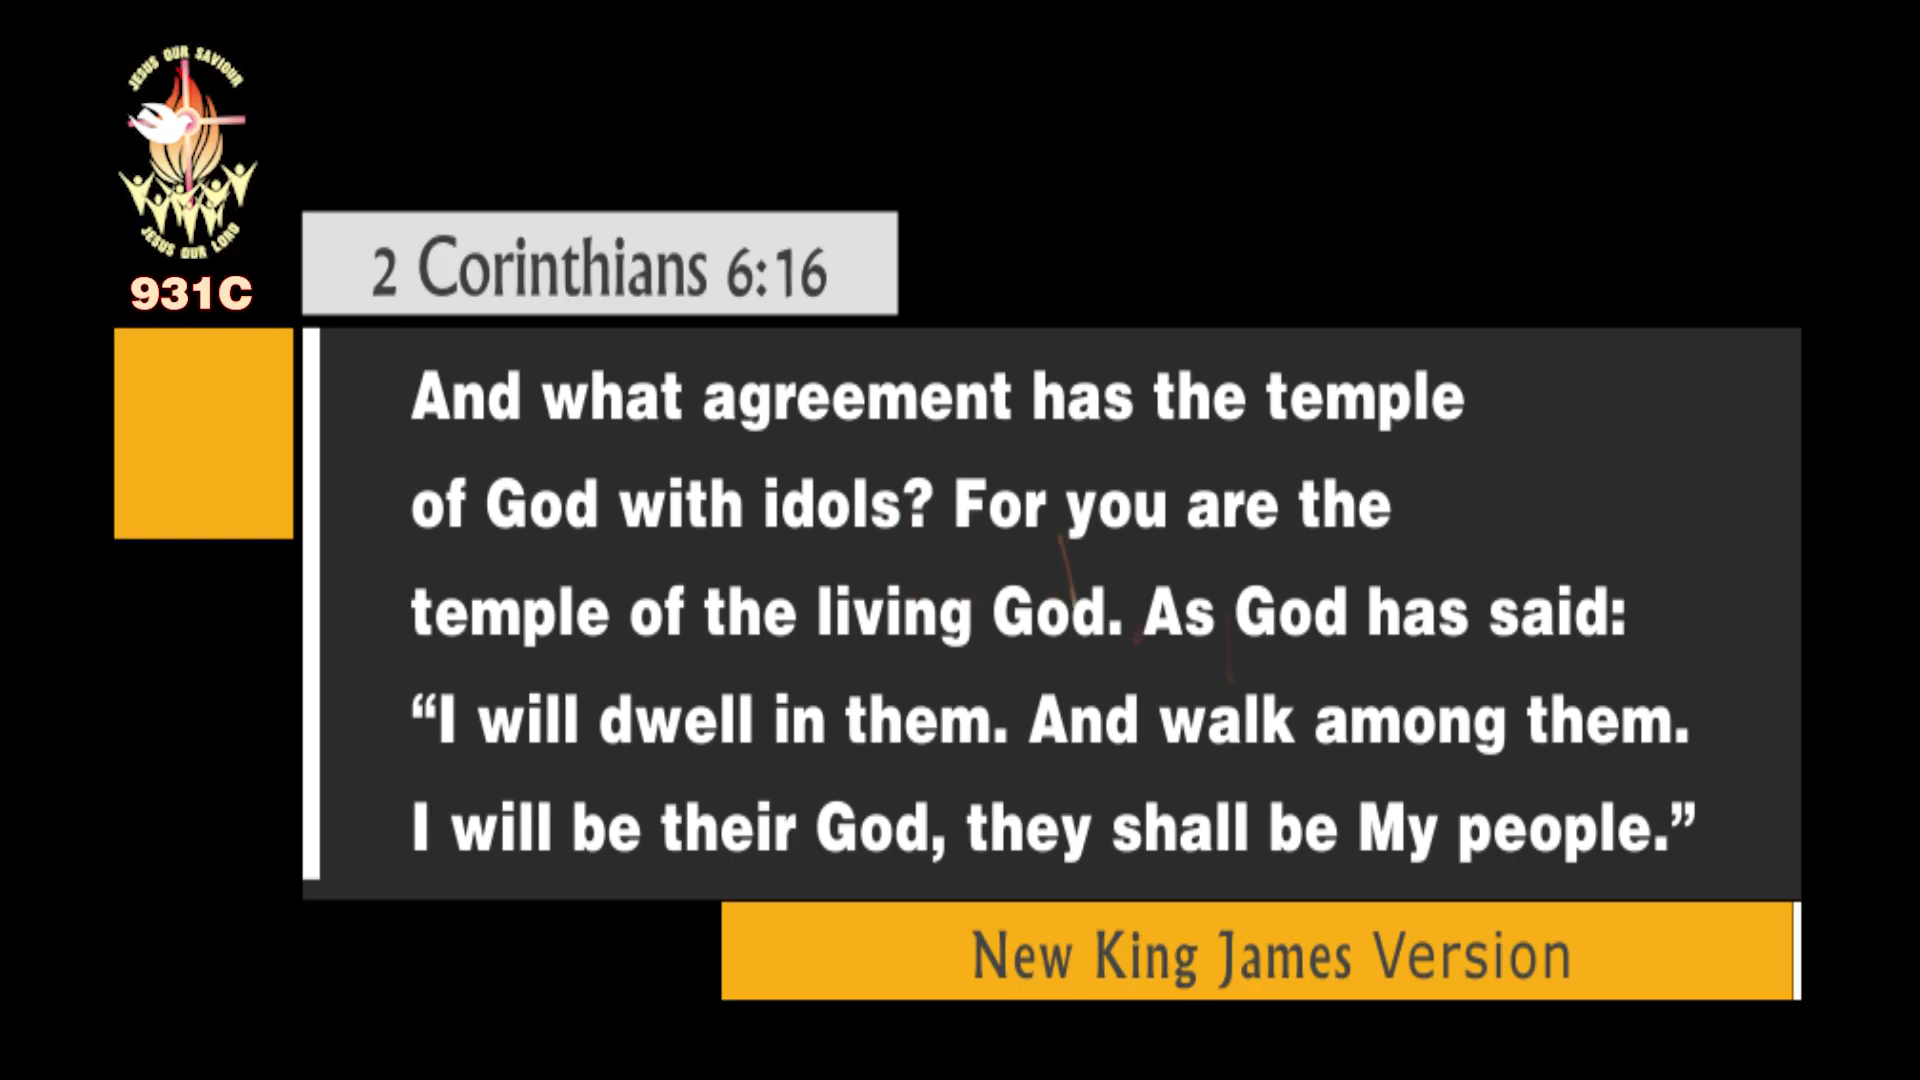 JESUS OUR SAVIOUR
JESUS OUR LORD
931C
2 Corinthians 6:16
And what agreement has the temple
of God with idols? For you are the
temple of the living God. As God has said:
“I will dwell in them. And walk among them.
I will be their God, they shall be My people.”
New King James Version